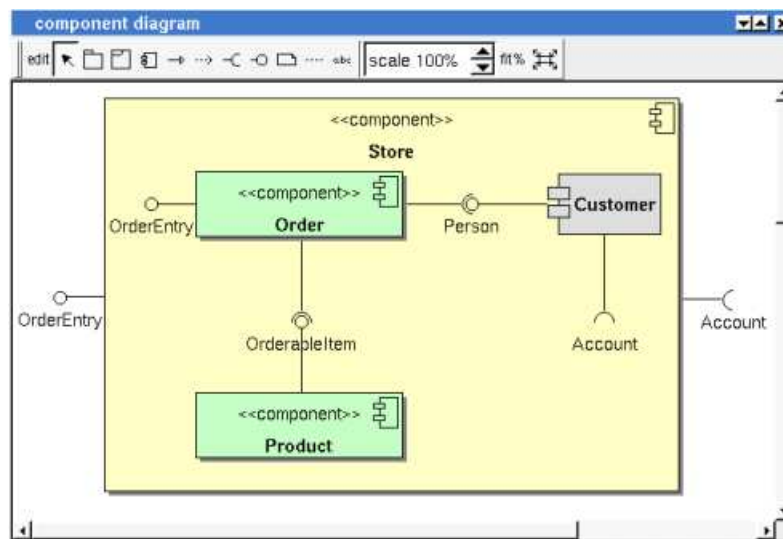 component diagram
edit
abc
scale 100%
fit%
<<component>>
Store
<<component>>
Order
OrderEntry
Person
Customer
OrderEntry
OrderableItem
Account
Account
<<component>>
Product